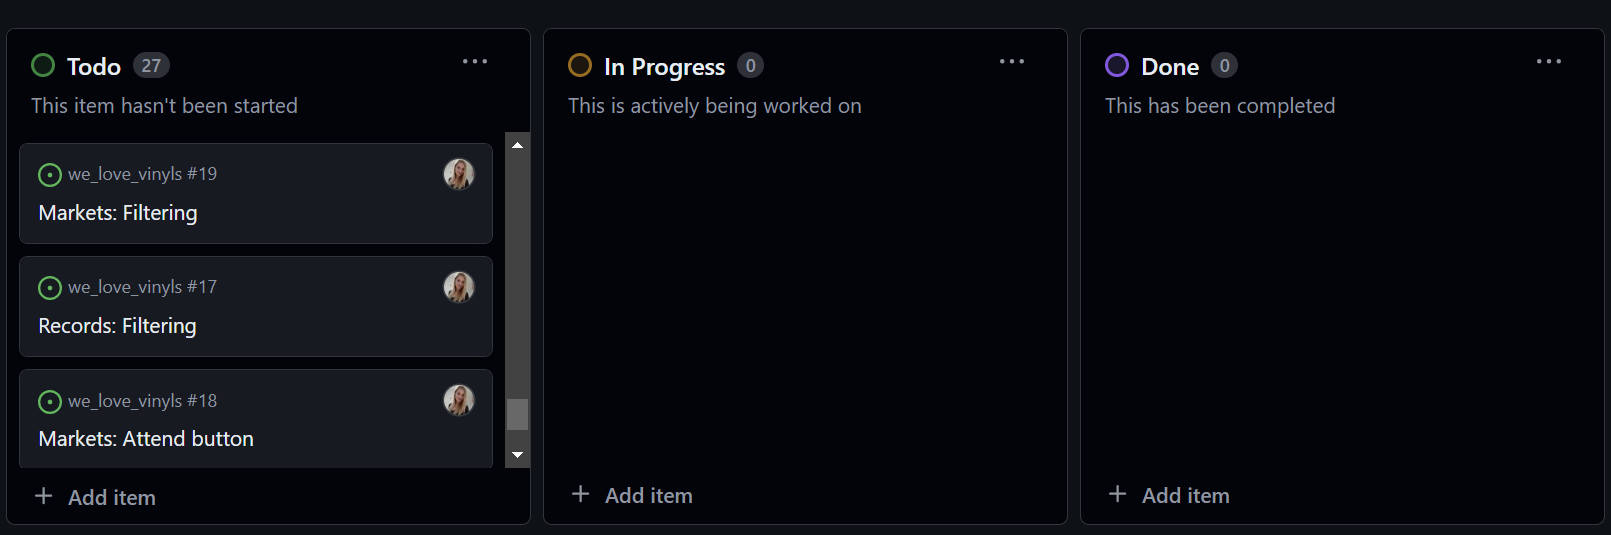 Todo 27
This item hasn't been started
we_love_vinyls #19
Markets: Filtering
we_love_vinyls #17
Records: Filtering
we_love_vinyls #18
Markets: Attend button
+ Add item
In Progress 0
This is actively being worked on
+ Add item
Done 0
This has been completed
+ Add item